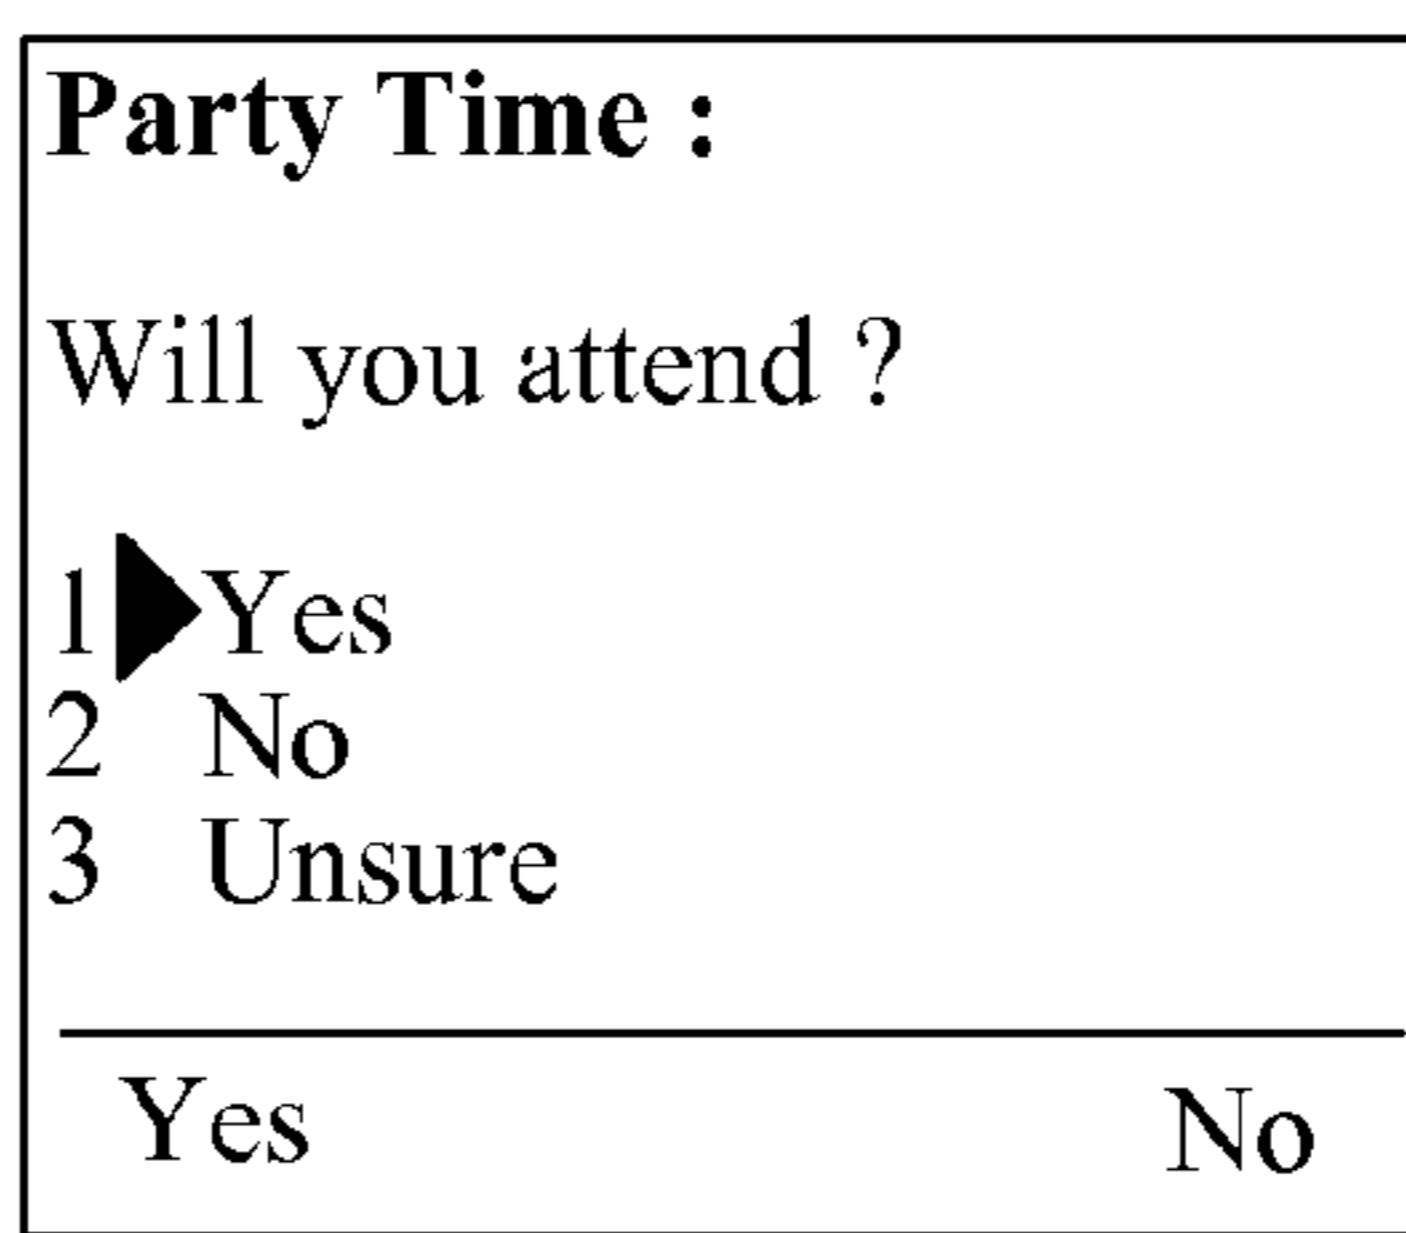 Party Time :
Will you attend ?
1 Yes
2 No
3 Unsure
Yes No